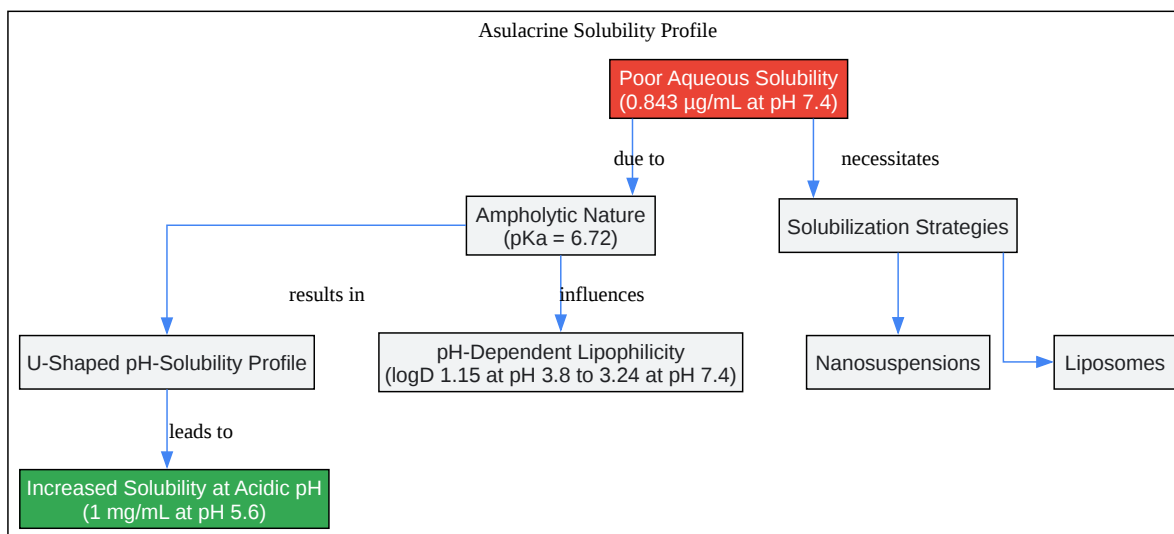 Asulacrine Solubility Profile
Poor Aqueous Solubility
(0.843 µg/mL at pH 7.4)
due to
necessitates
Ampholytic Nature
(pKa = 6.72)
Solubilization Strategies
results in
influences
U-Shaped pH-Solubility Profile
pH-Dependent Lipophilicity
(logD 1.15 at pH 3.8 to 3.24 at pH 7.4)
Nanosuspensions
Liposomes
leads to
Increased Solubility at Acidic pH
(1 mg/mL at pH 5.6)